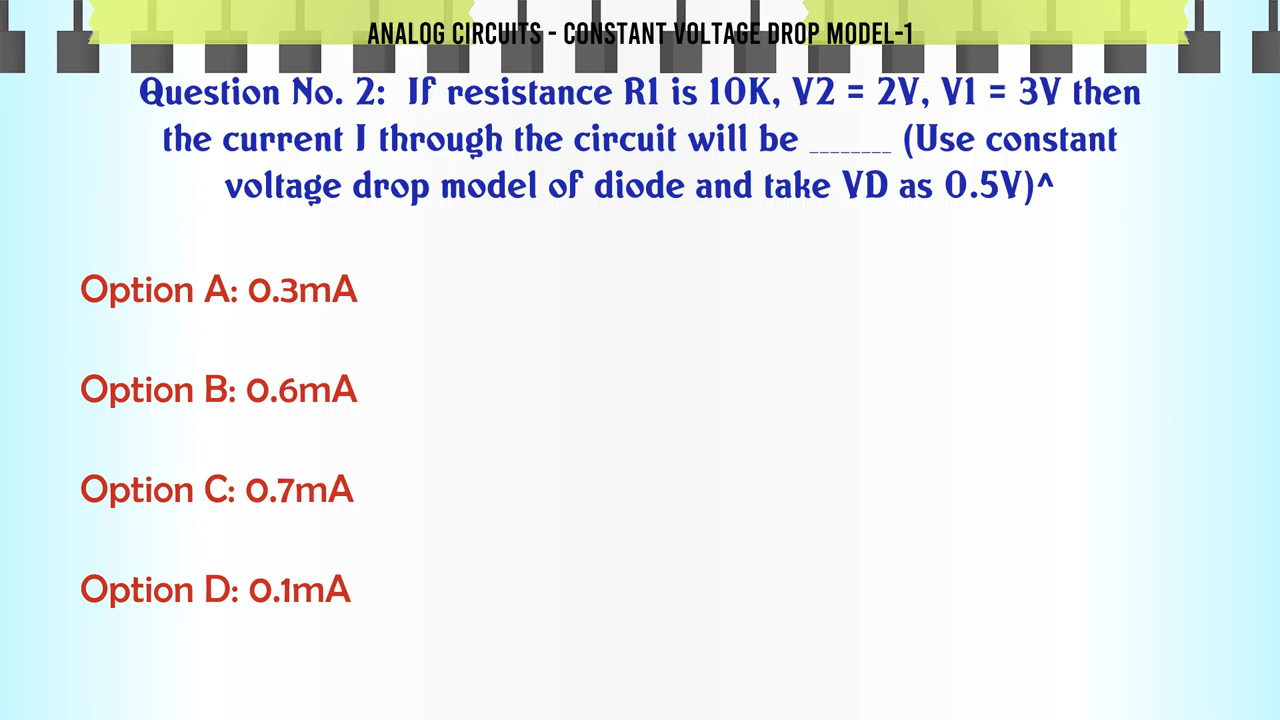 ANALOG CIRCUITS - CONSTANT VOLTAGE DROP MODEL-1
Question No. 2: If resistance R1 is 10K, V2 = 2V, V1 = 3V then
the current I through the circuit will be ________ (Use constant
voltage drop model of diode and take VD as 0.5V)^
Option A: 0.3mA
Option B: 0.6mA
Option C: 0.7mA
Option D: 0.1mA